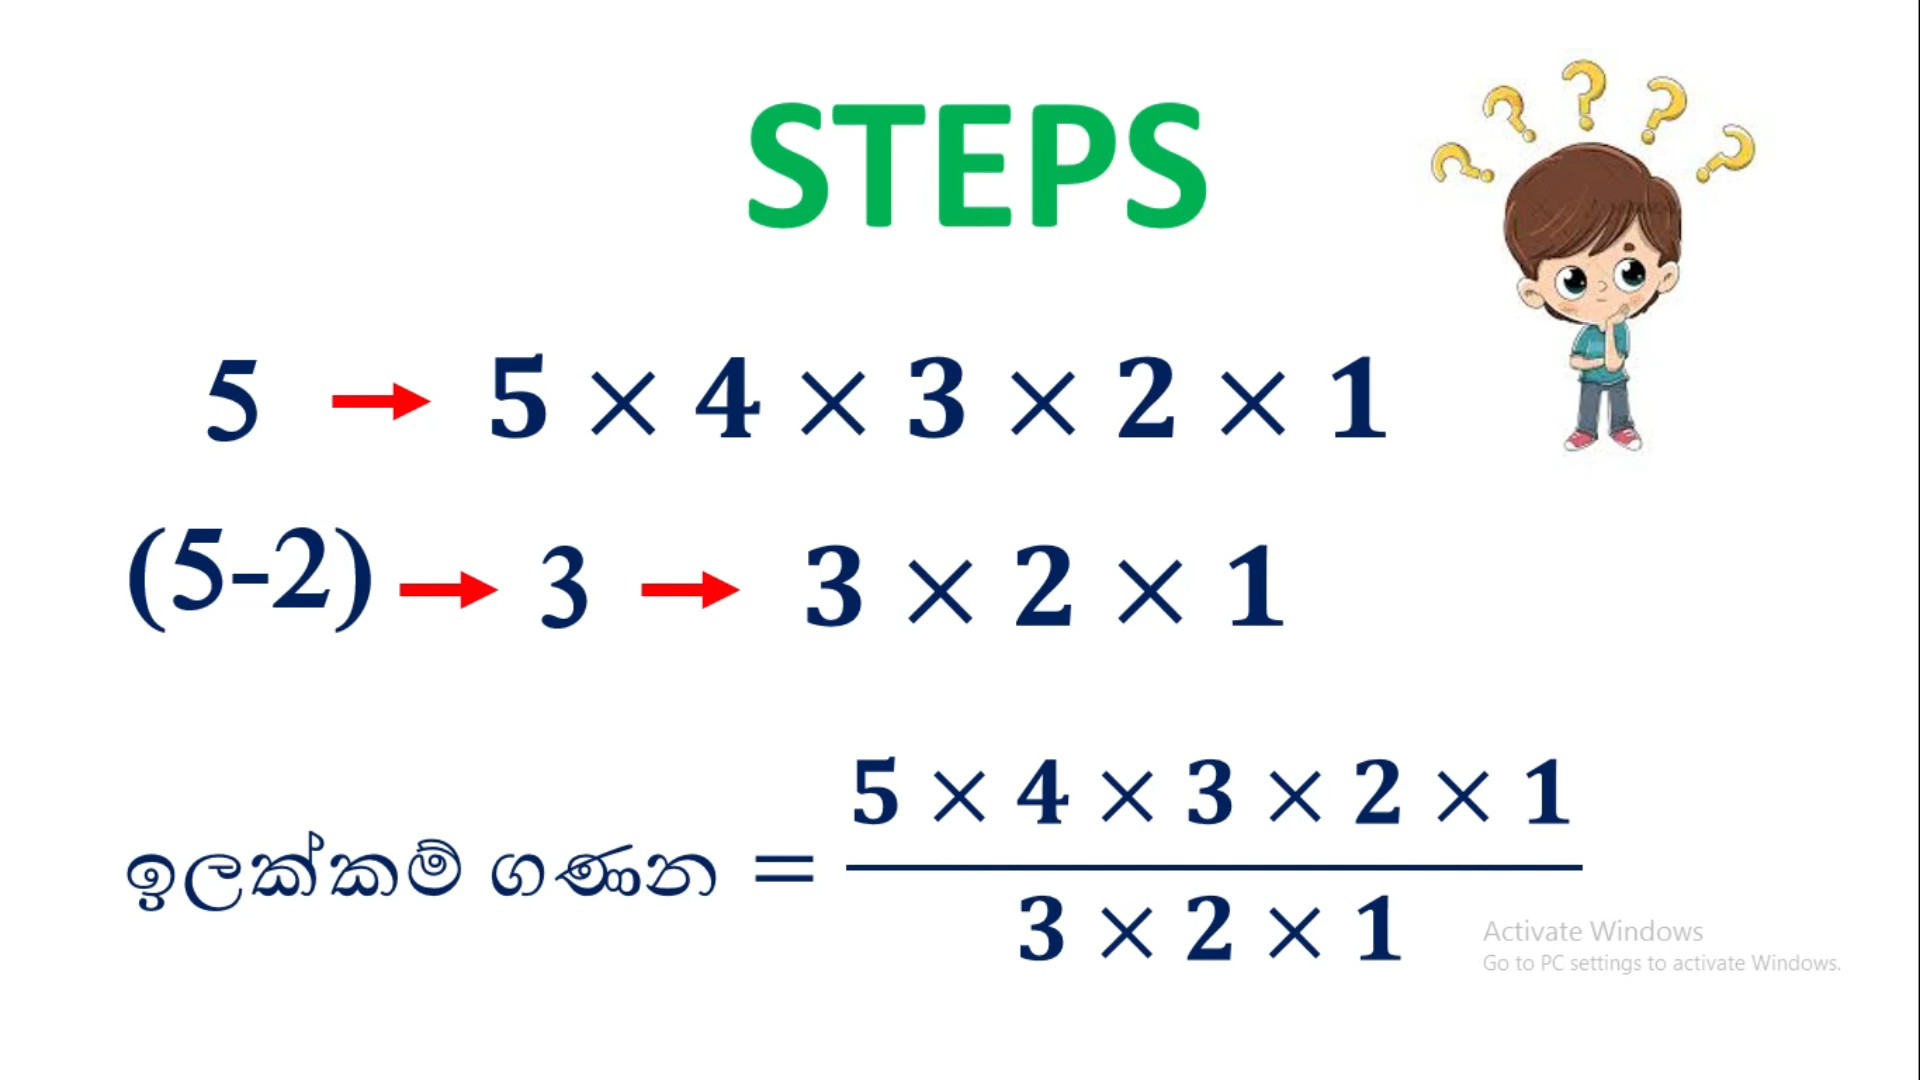 STEPS
5 → 5 × 4 × 3 × 2 × 1
(5-2) → 3 → 3 × 2 × 1
5 × 4 × 3 × 2 × 1
ඉලක්කම් ගණන =
3 × 2 × 1
Activate Windows
Go to PC settings to activate Windows.